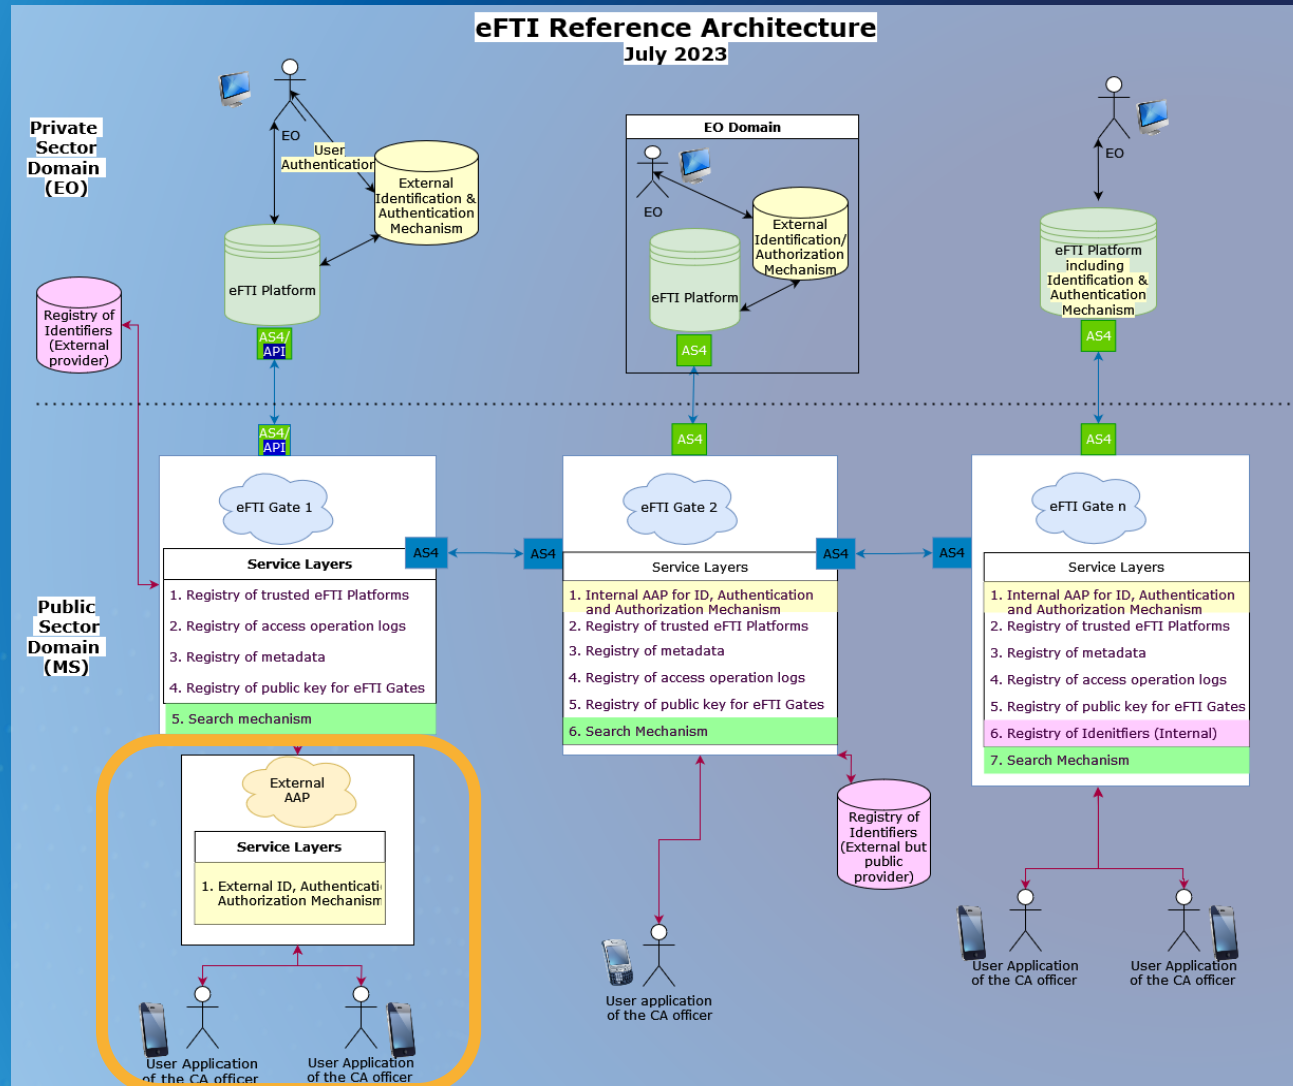 eFTI Reference Architecture
July 2023
Private
Sector
Domain
(EO)
EO
User
Authentication
External
Identification &
Authentication
Mechanism
eFTI Platform
AS4/
API
Registry of
Identifiers
(External
provider)
EO Domain
EO
External
Identification/
Authorization
Mechanism
eFTI Platform
AS4
EO
eFTI Platform
including
Identification &
Authentication
Mechanism
AS4
Public
Sector
Domain
(MS)
AS4/
API
eFTI Gate 1
AS4
Service Layers
1. Registry of trusted eFTI Platforms
2. Registry of access operation logs
3. Registry of metadata
4. Registry of public key for eFTI Gates
5. Search mechanism
External
AAP
Service Layers
1. External ID, Authenticati
Authorization Mechanism
User Application
of the CA officer
User Application
of the CA officer
AS4
eFTI Gate 2
AS4
AS4
Service Layers
1. Internal AAP for ID, Authentication
and Authorization Mechanism
2. Registry of trusted eFTI Platforms
3. Registry of metadata
4. Registry of access operation logs
5. Registry of public key for eFTI Gates
6. Search Mechanism
Registry of
Identifiers
(External but
public
provider)
User application
of the CA officer
AS4
eFTI Gate n
AS4
Service Layers
1. Internal AAP for ID, Authentication
and Authorization Mechanism
2. Registry of trusted eFTI Platforms
3. Registry of metadata
4. Registry of access operation logs
5. Registry of public key for eFTI Gates
6. Registry of Idenitfiers (Internal)
7. Search Mechanism
User Application
of the CA officer
User Application
of the CA officer